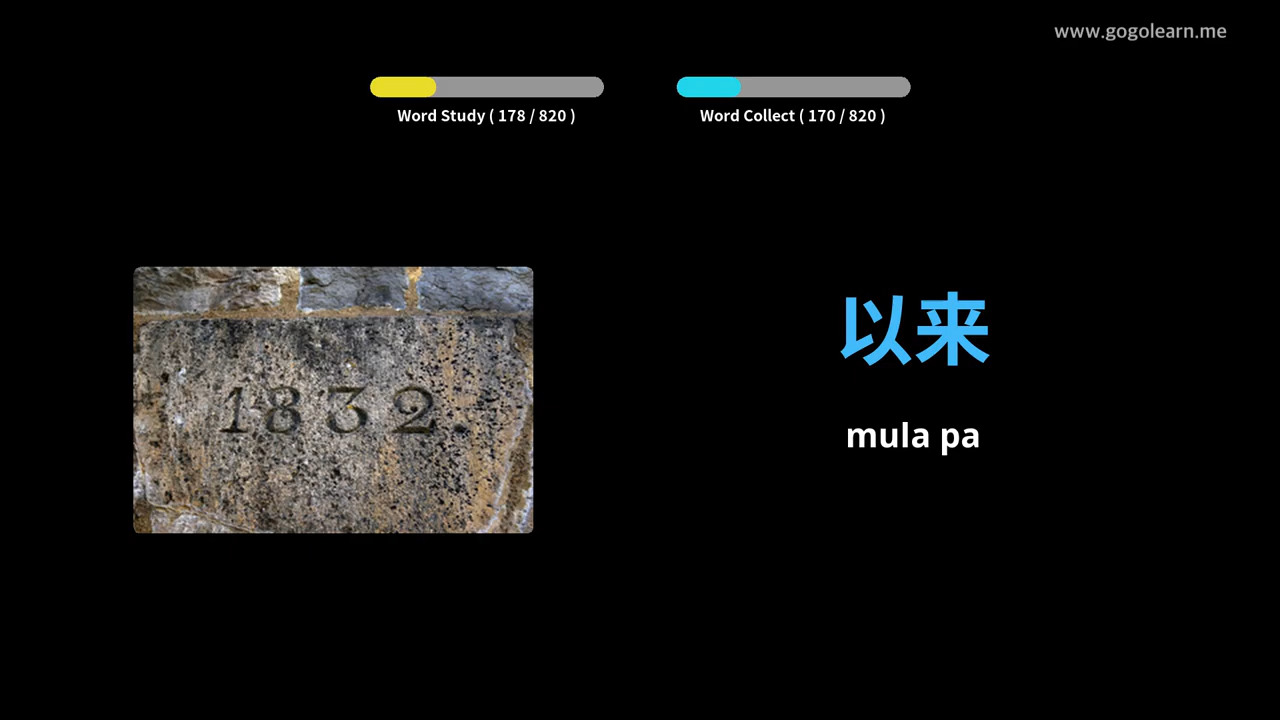 www.gogolearn.me
Word Study ( 178 / 820 )
Word Collect ( 170 / 820 )
1832.
以来
mula pa